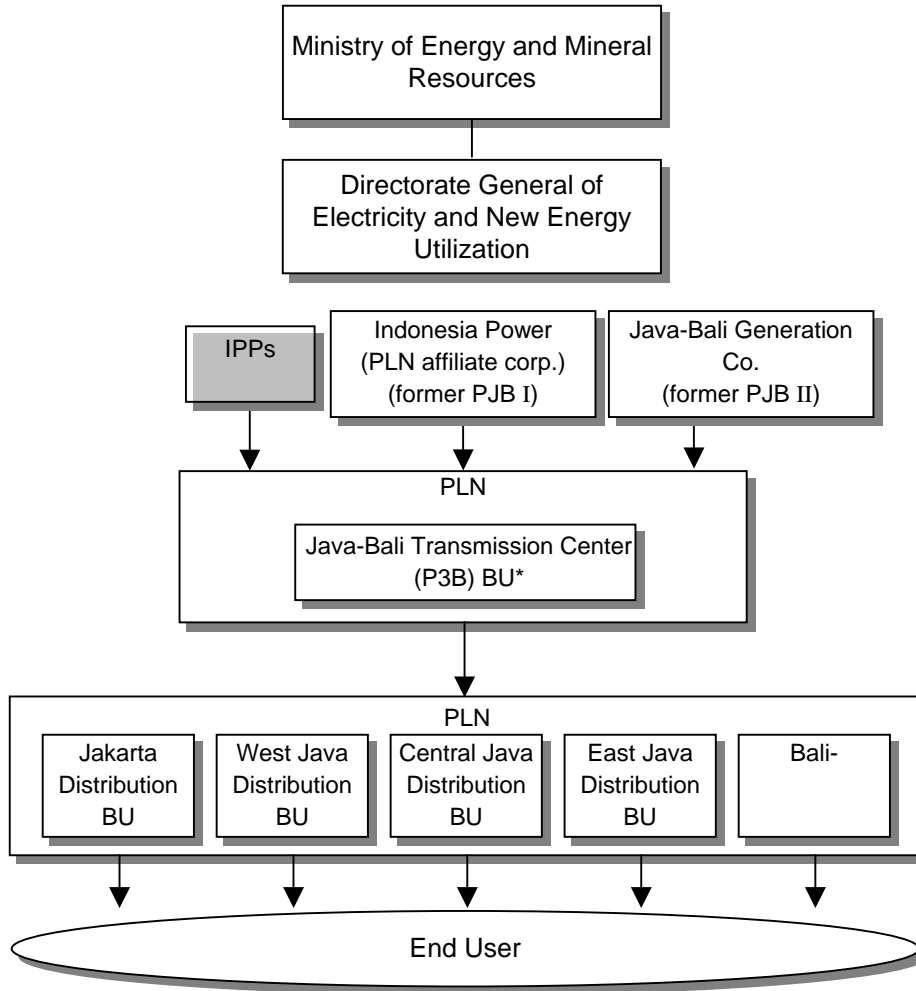 Ministry of Energy and Mineral
Resources
Directorate General of
Electricity and New Energy
Utilization
IPPs
Indonesia Power
(PLN affiliate corp.)
(former PJB I)
Java-Bali Generation
Co.
(former PJB II)
PLN
Java-Bali Transmission Center
(P3B) BU*
PLN
Jakarta
Distribution
BU
West Java
Distribution
BU
Central Java
Distribution
BU
East Java
Distribution
BU
Bali-
End User